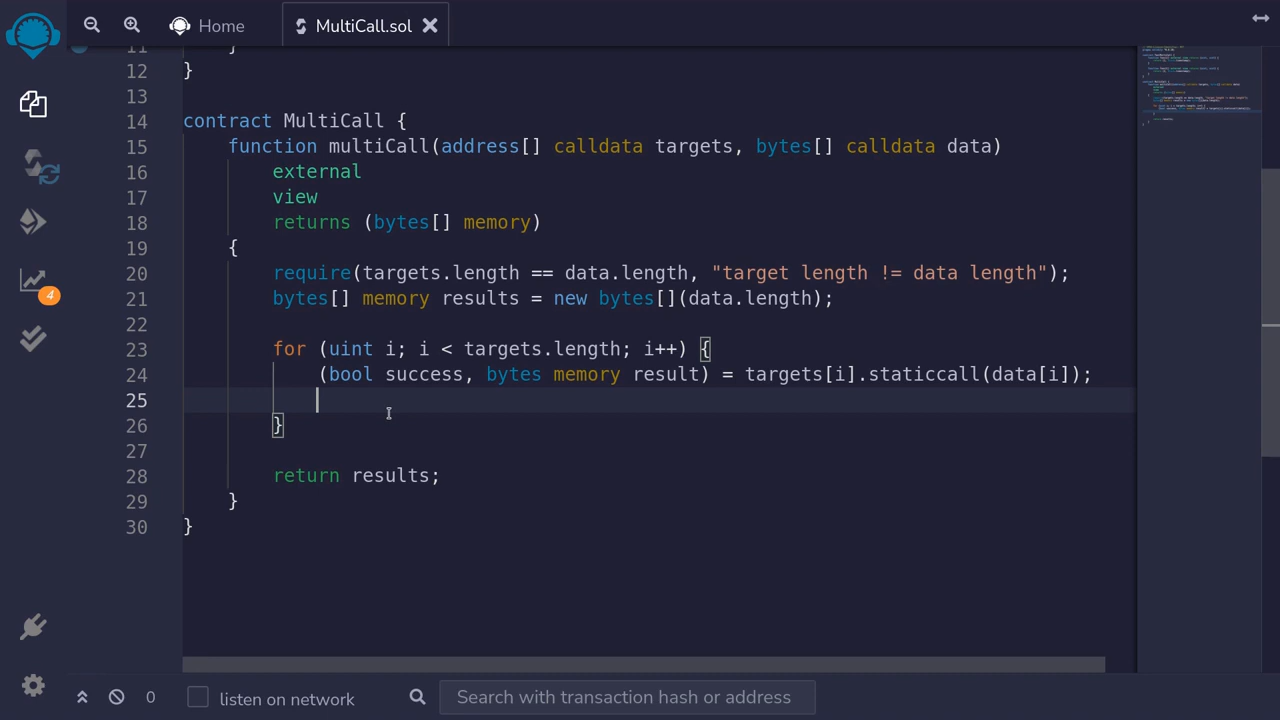 Home
MultiCall.sol
11 }
12 }
13
14 contract MultiCall {
15 function multiCall(address[] calldata targets, bytes[] calldata data)
16 external
17 view
18 returns (bytes[] memory)
19 {
20 require(targets.length == data.length, "target length != data length");
21 bytes[] memory results = new bytes[](data.length);
22
23 for (uint i; i < targets.length; i++) {
24 (bool success, bytes memory result) = targets[i].staticcall(data[i]);
25
26 }
27
28 return results;
29 }
30 }
4
0
listen on network
Search with transaction hash or address